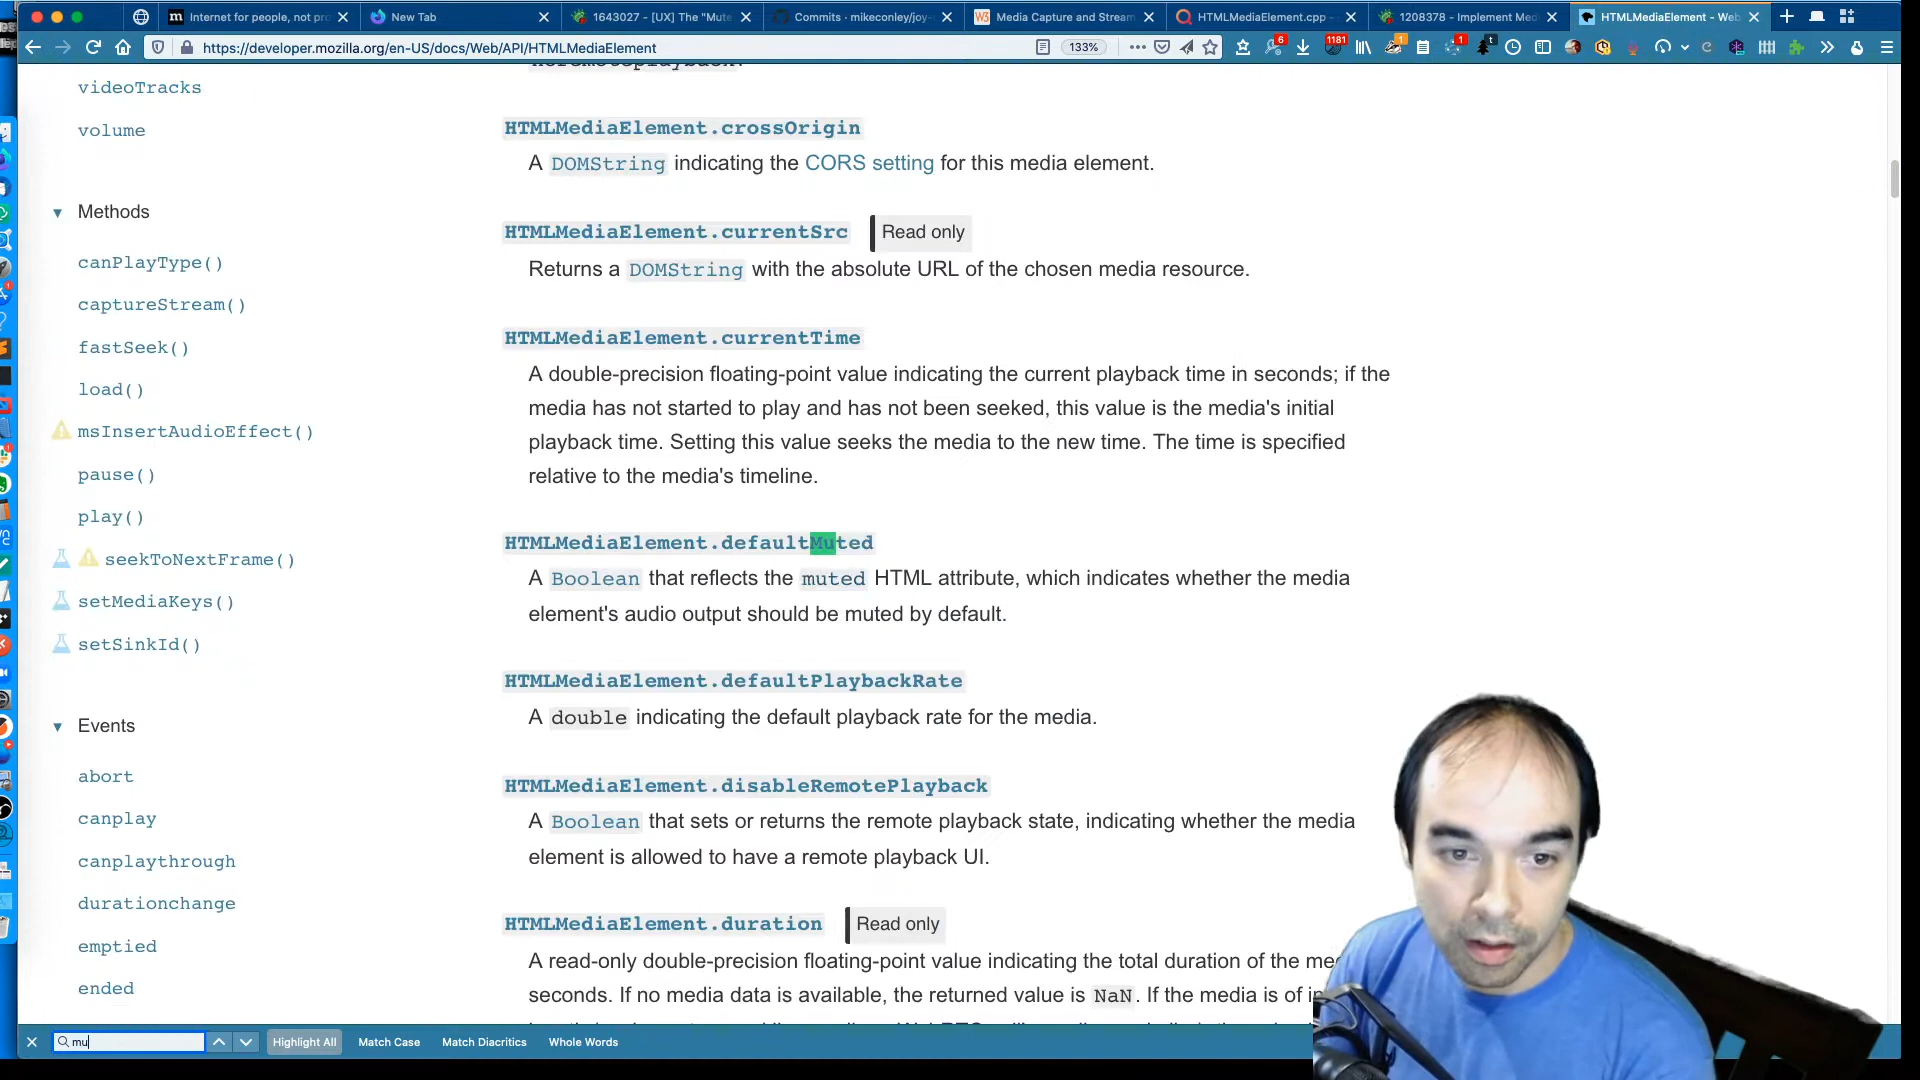 Internet for people, not pro
New Tab
1643027 - [UX] The "Mute
Commits · mikeconley/joy-
Media Capture and Stream
HTMLMediaElement.cpp -
1208378 - Implement Med
HTMLMediaElement - Web
https://developer.mozilla.org/en-US/docs/Web/API/HTMLMediaElement
133%
6
1181
1
1
t
videoTracks
volume
Methods
canPlayType()
captureStream()
fastSeek()
load()
msInsertAudioEffect()
pause()
play()
seekToNextFrame()
setMediaKeys()
setSinkId()
Events
abort
canplay
canplaythrough
durationchange
emptied
ended
HTMLMediaElement.crossOrigin
A DOMString indicating the CORS setting for this media element.
HTMLMediaElement.currentSrc Read only
Returns a DOMString with the absolute URL of the chosen media resource.
HTMLMediaElement.currentTime
A double-precision floating-point value indicating the current playback time in seconds; if the
media has not started to play and has not been seeked, this value is the media's initial
playback time. Setting this value seeks the media to the new time. The time is specified
relative to the media's timeline.
HTMLMediaElement.defaultMuted
A Boolean that reflects the muted HTML attribute, which indicates whether the media
element's audio output should be muted by default.
HTMLMediaElement.defaultPlaybackRate
A double indicating the default playback rate for the media.
HTMLMediaElement.disableRemotePlayback
A Boolean that sets or returns the remote playback state, indicating whether the media
element is allowed to have a remote playback UI.
HTMLMediaElement.duration Read only
A read-only double-precision floating-point value indicating the total duration of the me
seconds. If no media data is available, the returned value is NaN. If the media is of in
mu
Highlight All
Match Case
Match Diacritics
Whole Words